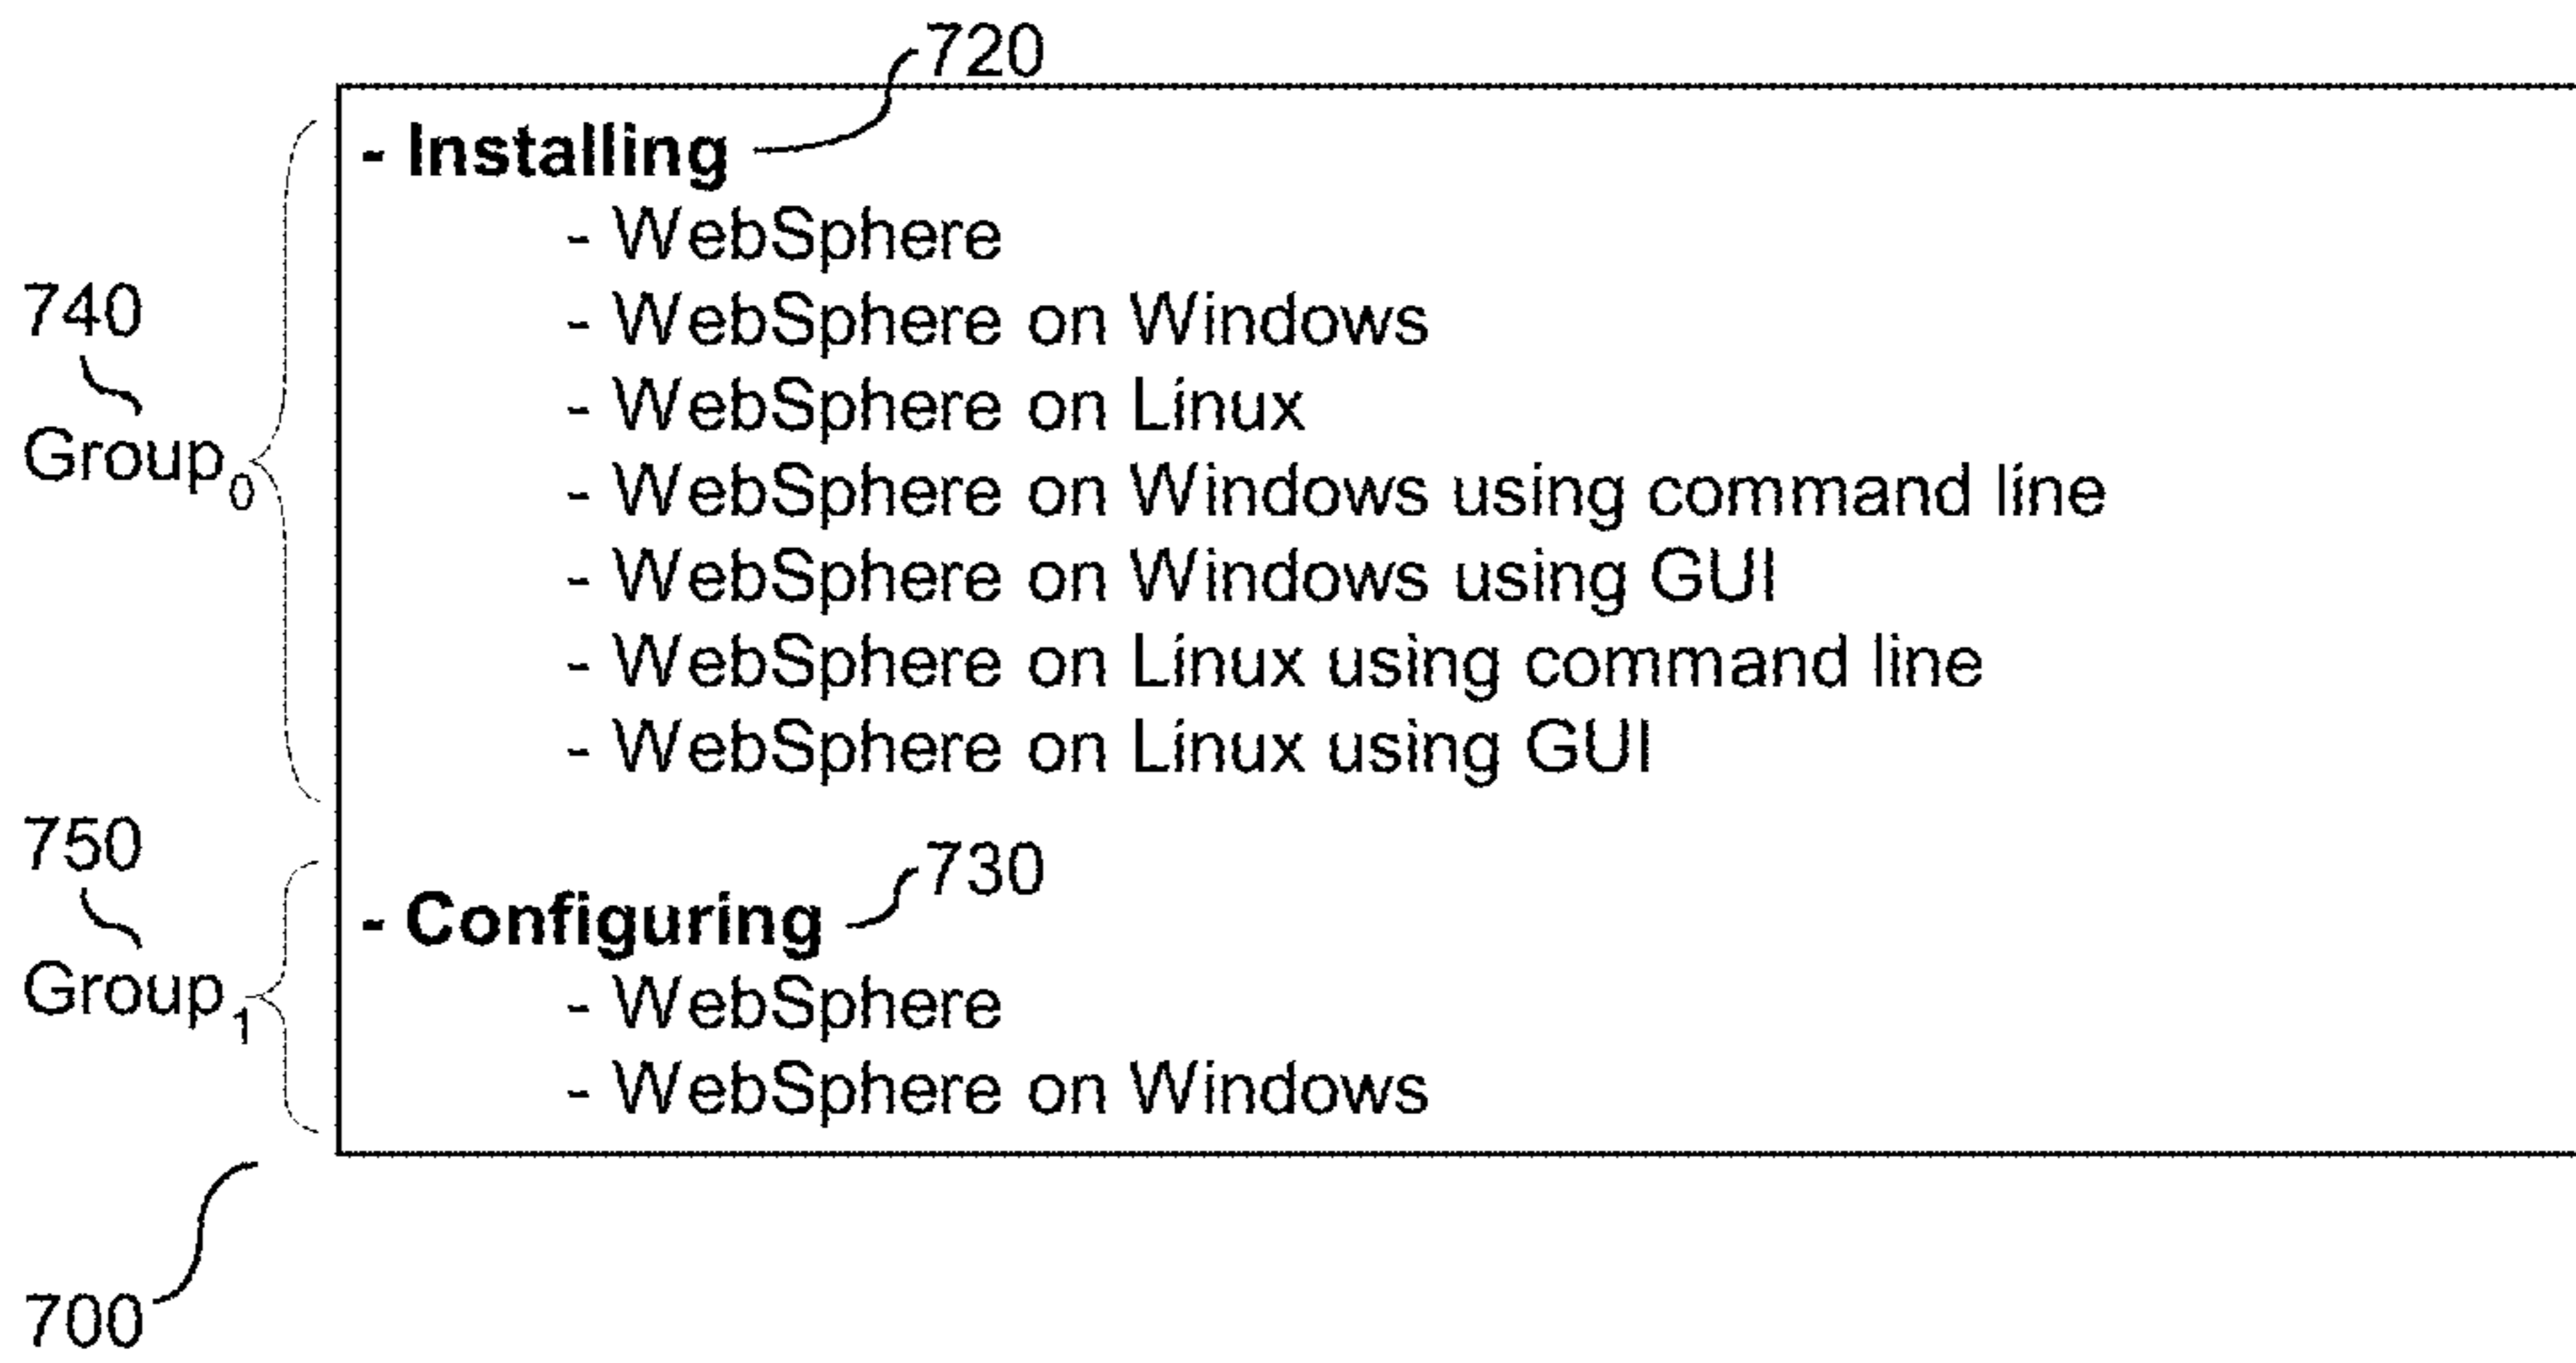 720
- Installing
- WebSphere
- WebSphere on Windows
740
- WebSphere on Linux
Group0
- WebSphere on Windows using command line
- WebSphere on Windows using GUI
- WebSphere on Linux using command line
- WebSphere on Linux using GUI
750
730
- Configuring
Group1
- WebSphere
- WebSphere on Windows
700